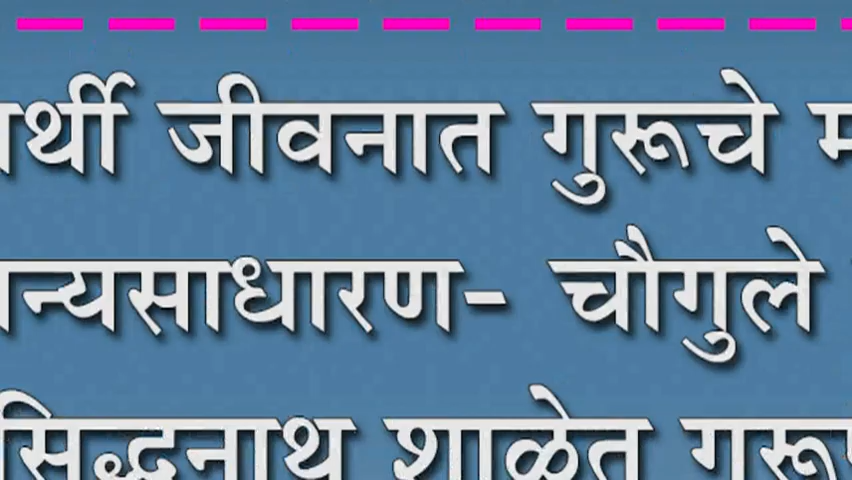 र्थी जीवनात गुरूचे
न्यसाधारण- चौगुले
सिद्धनाथ शाळेत गुरू